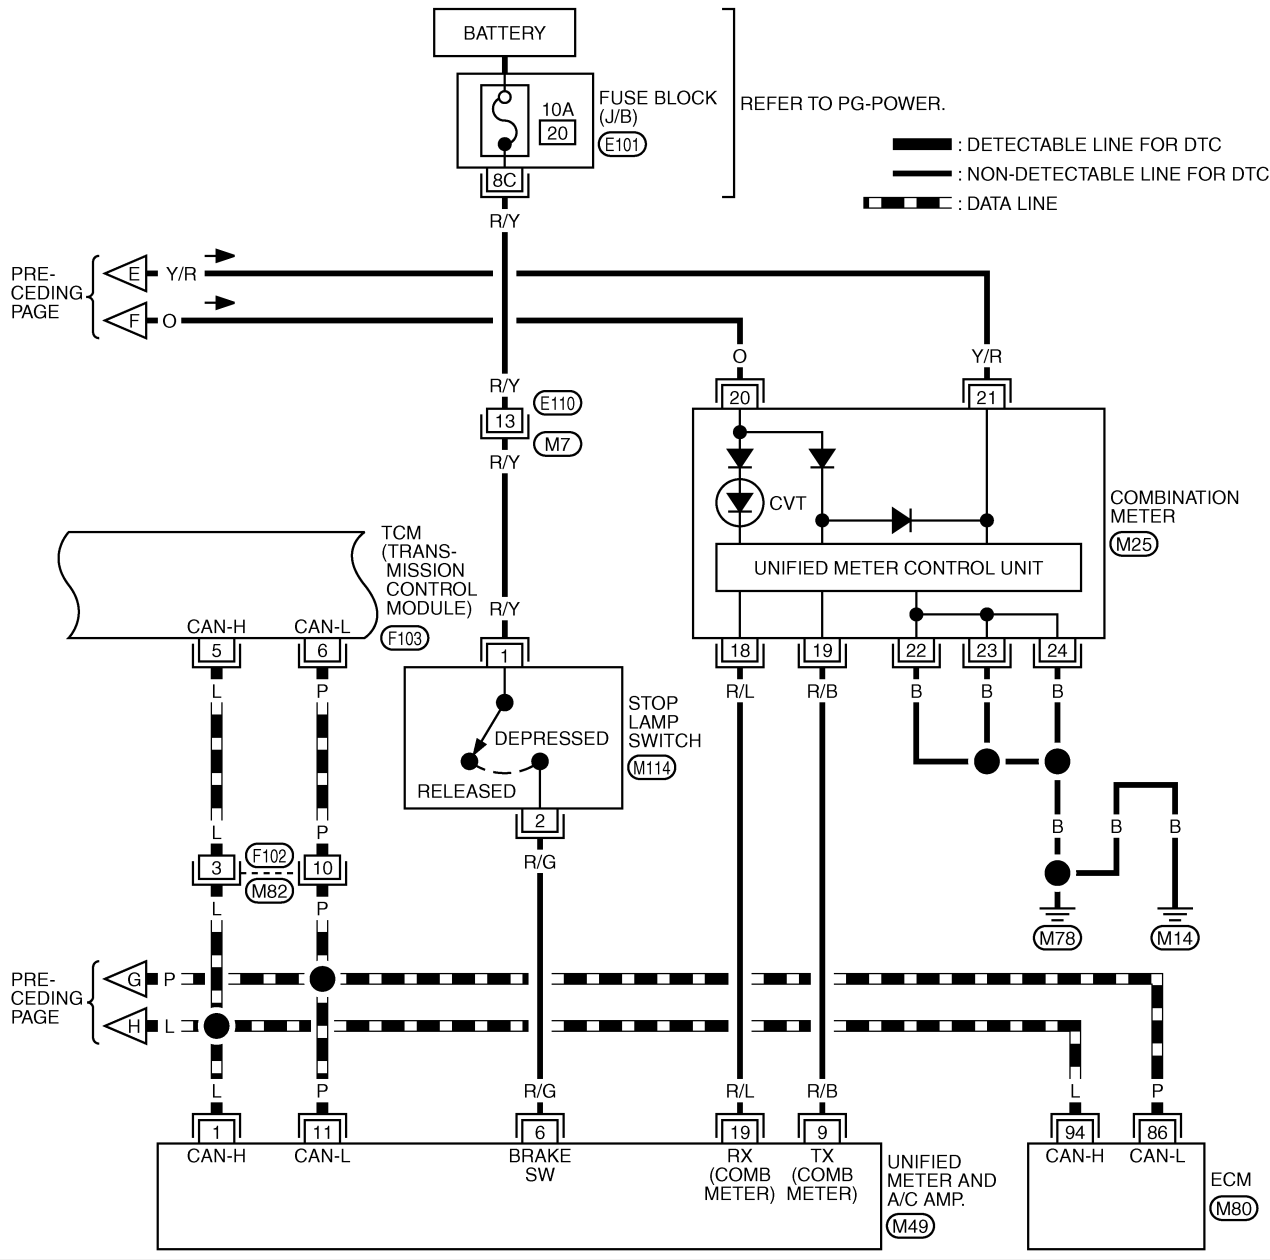 BATTERY
FUSE BLOCK
(J/B)
E101
10A
20
8C
REFER TO PG-POWER.
: DETECTABLE LINE FOR DTC
: NON-DETECTABLE LINE FOR DTC
: DATA LINE
R/Y
PRE-
CEDING
PAGE
E Y/R
F O
O
Y/R
R/Y
E110
13
M7
R/Y
20
21
CVT
COMBINATION
METER
M25
UNIFIED METER CONTROL UNIT
TCM
(TRANS-
MISSION
CONTROL
MODULE)
F103
CAN-H
CAN-L
5
6
R/Y
1
18
19
22
23
24
L
P
R/L
R/B
B
B
B
STOP
LAMP
SWITCH
M114
DEPRESSED
RELEASED
2
R/G
L
P
B
B
B
3
F102
M82
10
L
P
M78
M14
PRE-
CEDING
PAGE
G P
H L
L
P
R/G
R/L
R/B
L
P
1
11
6
19
9
94
86
CAN-H
CAN-L
BRAKE
SW
RX
(COMB
METER)
TX
(COMB
METER)
UNIFIED
METER AND
A/C AMP.
M49
CAN-H
CAN-L
ECM
M80